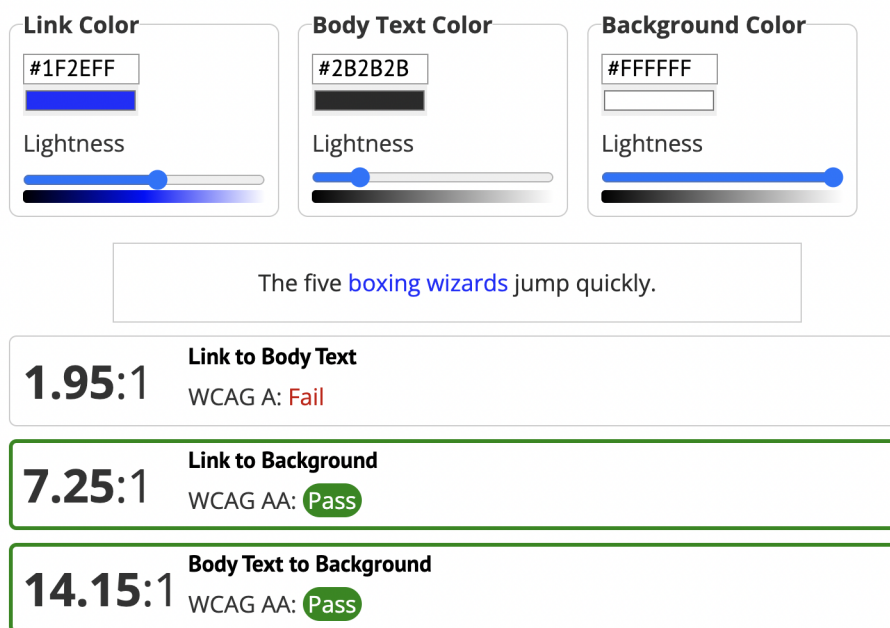 Link Color
#1F2EFF
Lightness
Body Text Color
#2B2B2B
Lightness
Background Color
#FFFFFF
Lightness
The five boxing wizards jump quickly.
1.95:1
Link to Body Text
WCAG A: Fail
7.25:1
Link to Background
WCAG AA: Pass
14.15:1
Body Text to Background
WCAG AA: Pass